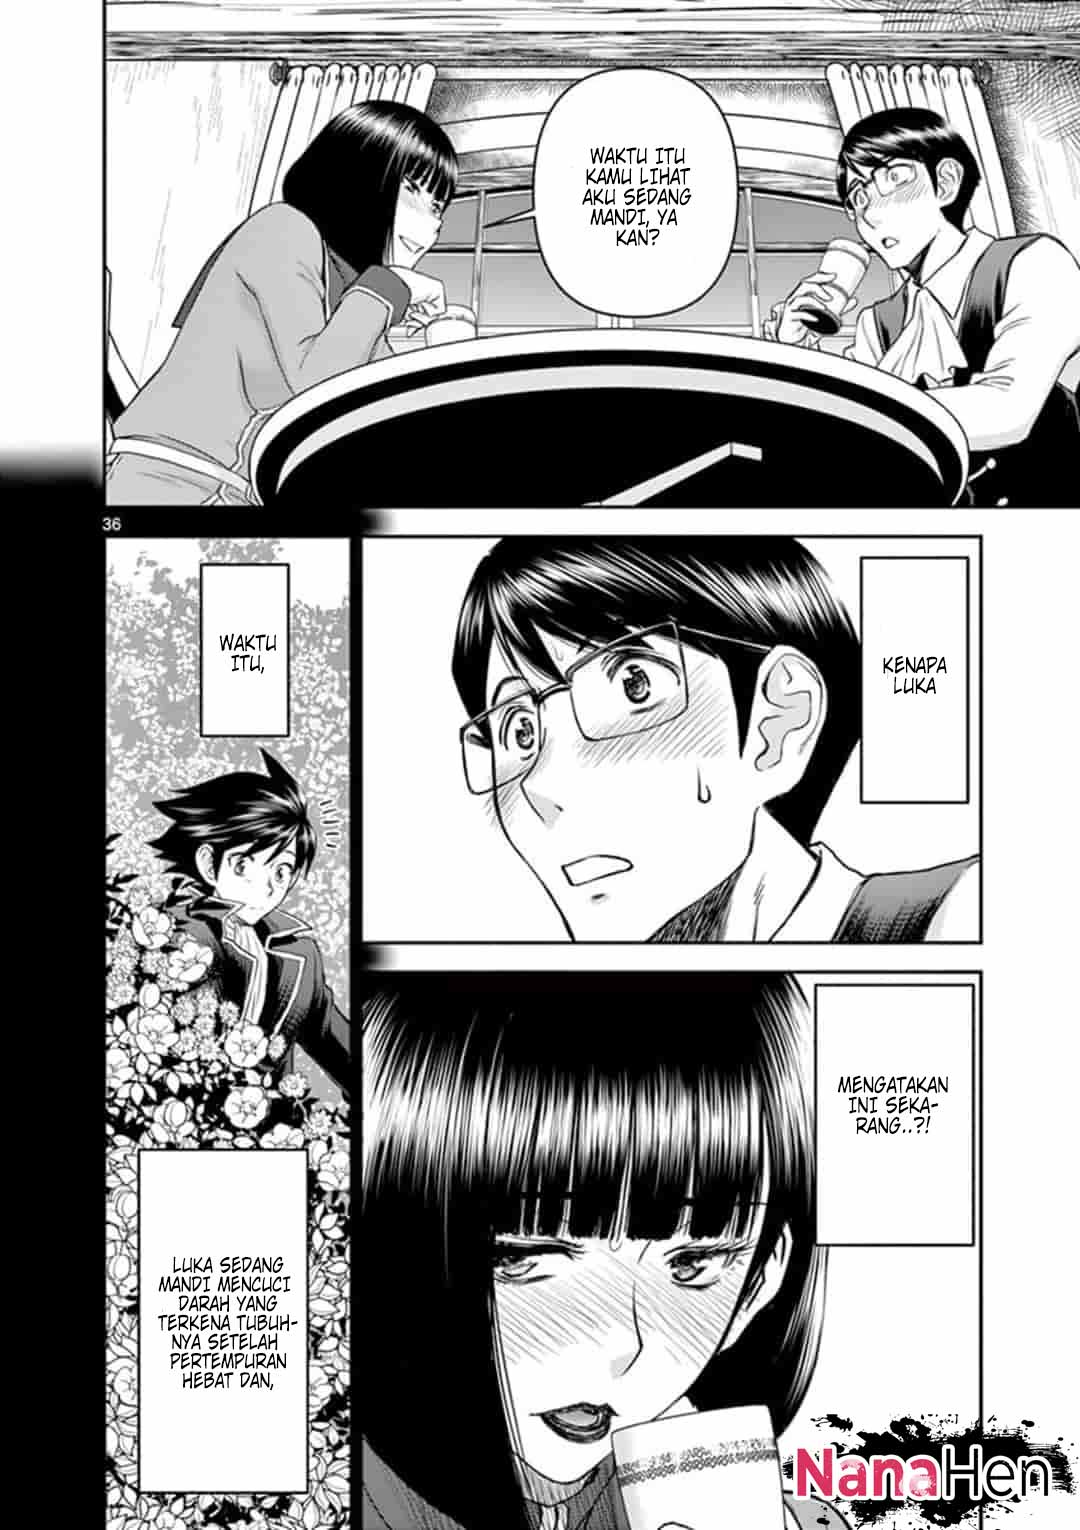 WAKTU ITU
KAMU LIHAT
AKU SEDANG
MANDI, YA
KAN?
36
KENAPA
LUKA
MENGATAKAN
INI SEKA-
RANG..?!
WAKTU
ITU,
LUKA SEDANG
MANDI MENCUCI
DARAH YANG
TERKENA TUBUH-
NYA SETELAH
PERTEMPURAN
HEBAT DAN,
NanaHen